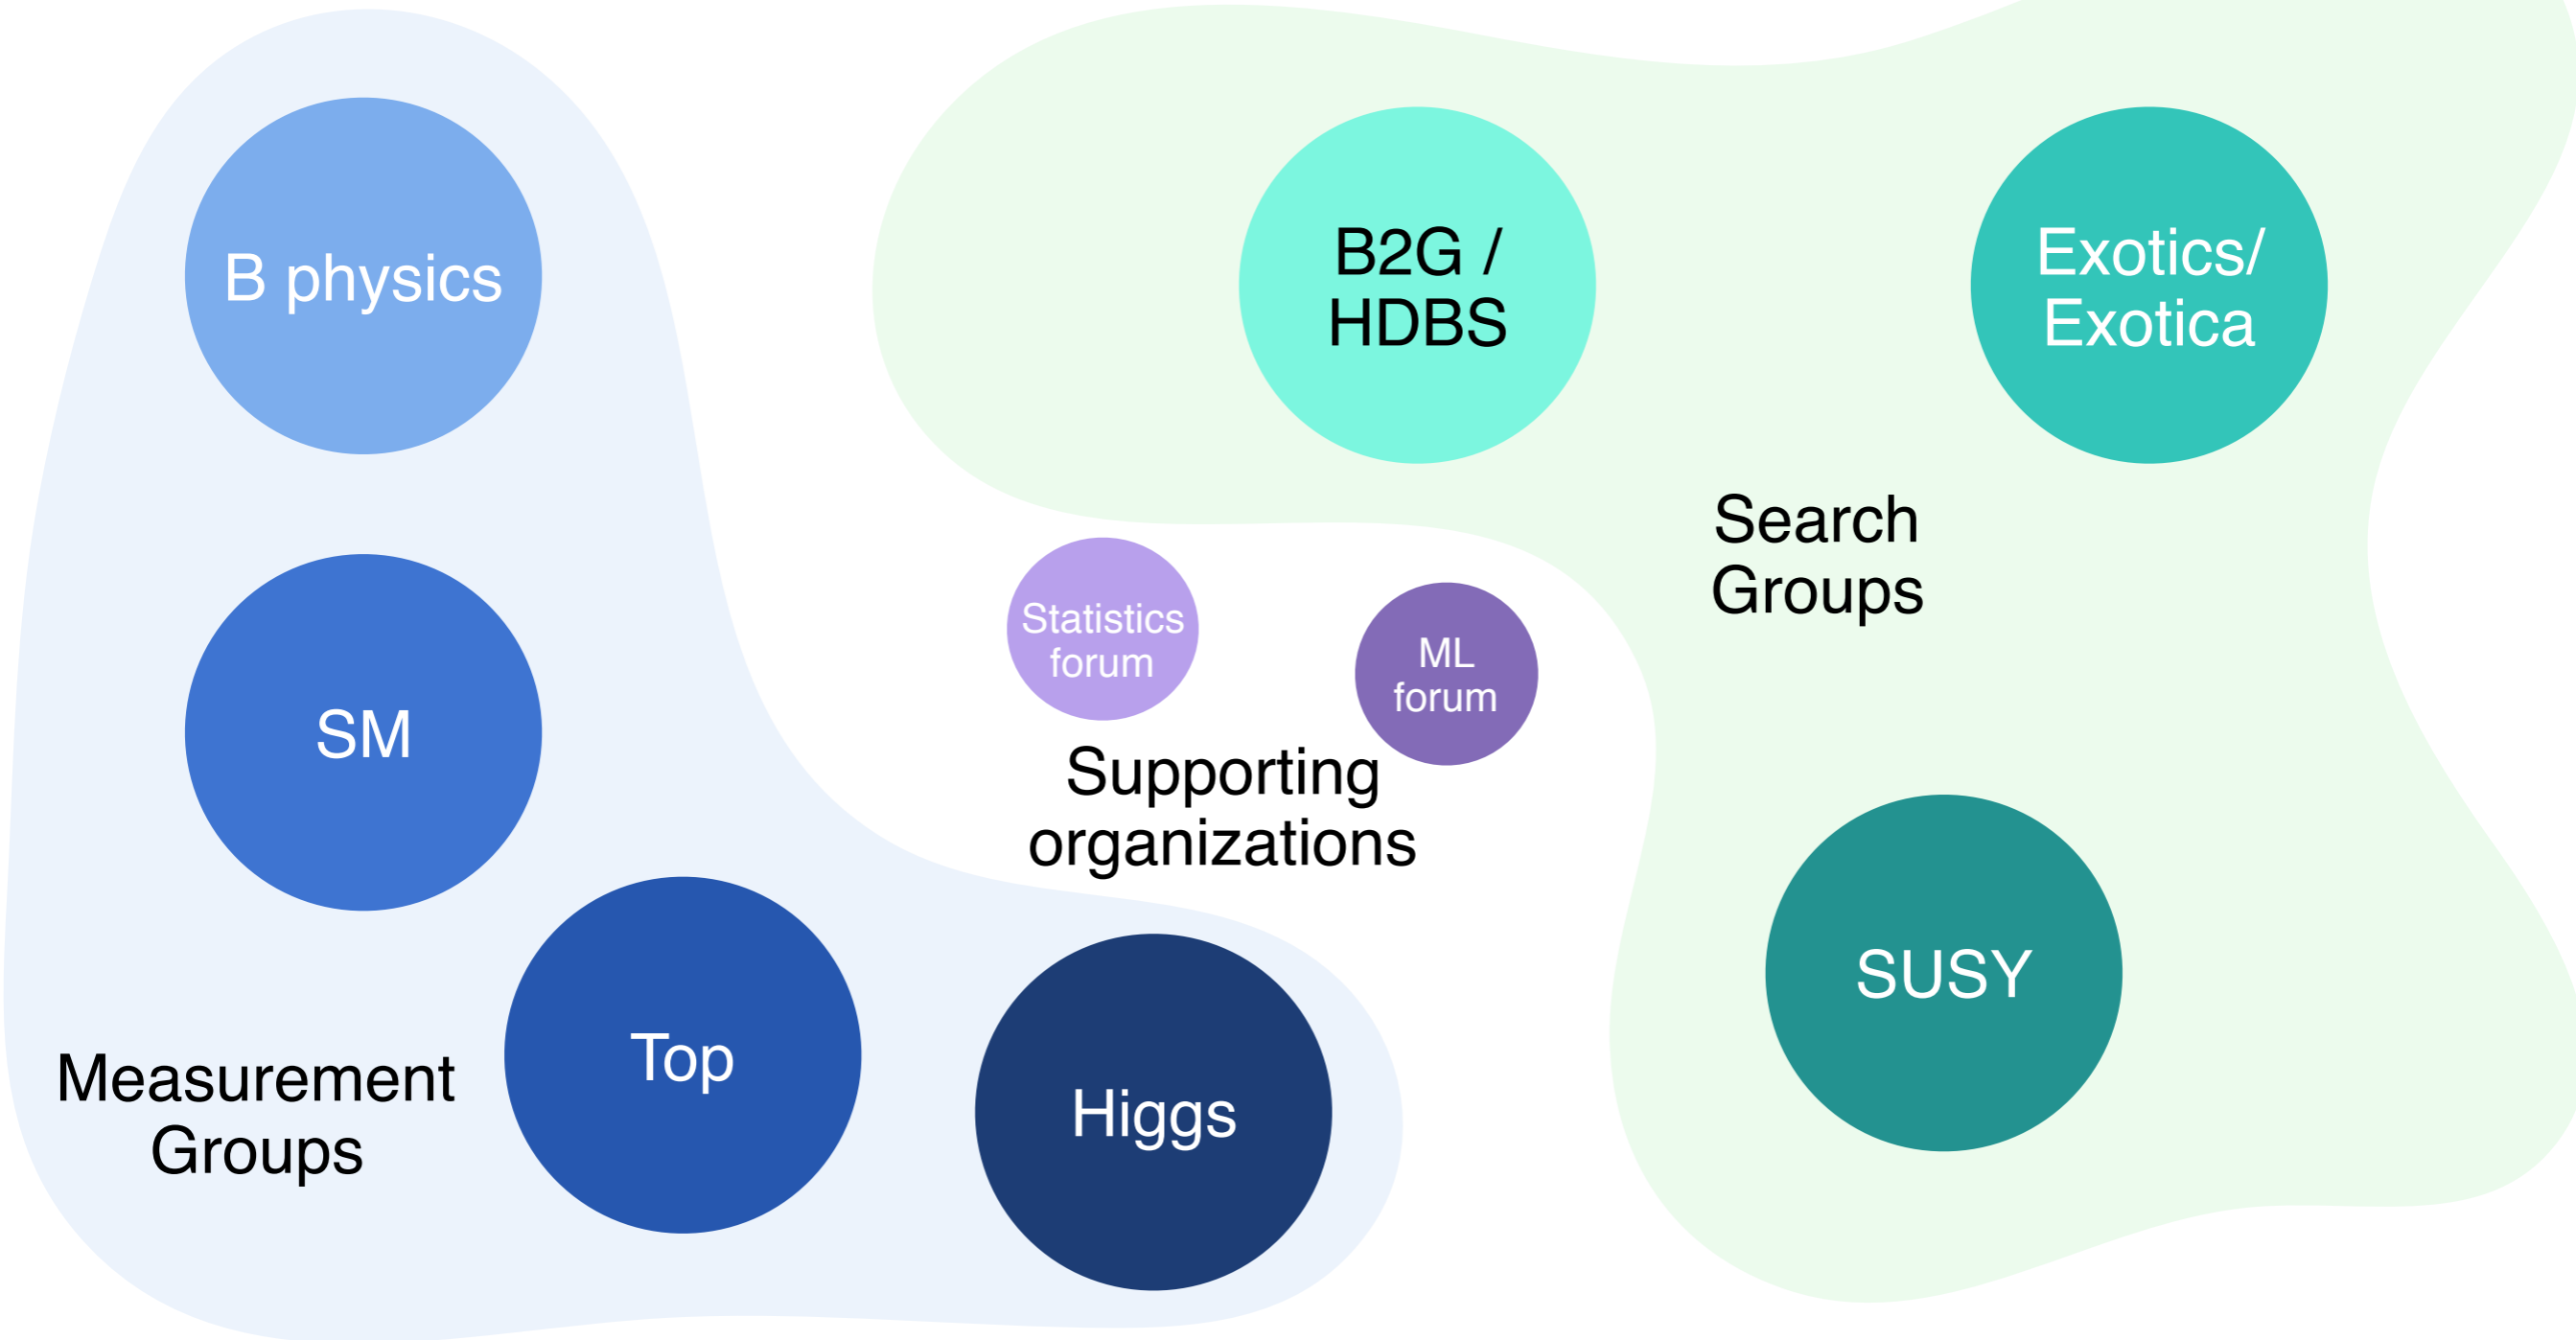 B physics
SM
Top
Higgs
Measurement
Groups
Statistics
forum
ML
forum
Supporting
organizations
B2G /
HDBS
Exotics/
Exotica
Search
Groups
SUSY